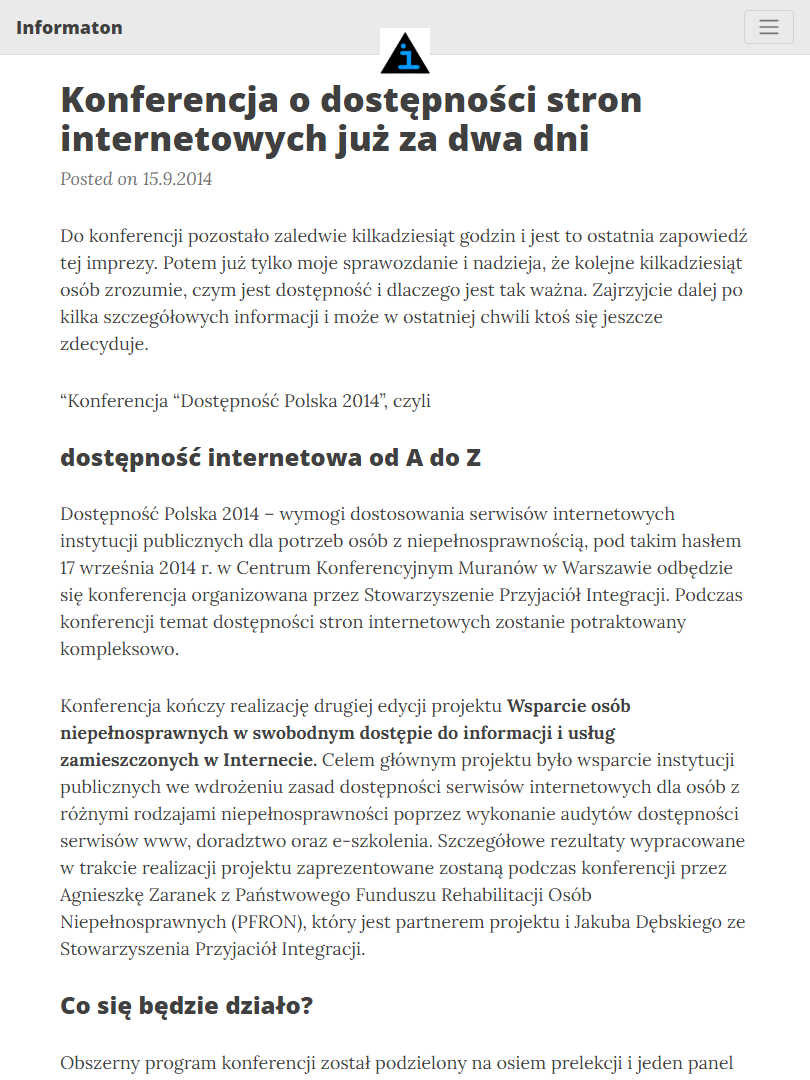 Informaton
i
Konferencja o dostępności stron
internetowych już za dwa dni
Posted on 15.9.2014
Do konferencji pozostało zaledwie kilkadziesiąt godzin i jest to ostatnia zapowiedź
tej imprezy. Potem już tylko moje sprawozdanie i nadzieja, że kolejne kilkadziesiąt
osób zrozumie, czym jest dostępność i dlaczego jest tak ważna. Zajrzyjcie dalej po
kilka szczegółowych informacji i może w ostatniej chwili ktoś się jeszcze
zdecyduje.
“Konferencja “Dostępność Polska 2014”, czyli
dostępność internetowa od A do Z
Dostępność Polska 2014 – wymogi dostosowania serwisów internetowych
instytucji publicznych dla potrzeb osób z niepełnosprawnością, pod takim hasłem
17 września 2014 r. w Centrum Konferencyjnym Muranów w Warszawie odbędzie
się konferencja organizowana przez Stowarzyszenie Przyjaciół Integracji. Podczas
konferencji temat dostępności stron internetowych zostanie potraktowany
kompleksowo.
Konferencja kończy realizację drugiej edycji projektu Wsparcie osób
niepełnosprawnych w swobodnym dostępie do informacji i usług
zamieszczonych w Internecie. Celem głównym projektu było wsparcie instytucji
publicznych we wdrożeniu zasad dostępności serwisów internetowych dla osób z
różnymi rodzajami niepełnosprawności poprzez wykonanie audytów dostępności
serwisów www, doradztwo oraz e-szkolenia. Szczegółowe rezultaty wypracowane
w trakcie realizacji projektu zaprezentowane zostaną podczas konferencji przez
Agnieszkę Zaranek z Państwowego Funduszu Rehabilitacji Osób
Niepełnosprawnych (PFRON), który jest partnerem projektu i Jakuba Dębskiego ze
Stowarzyszenia Przyjaciół Integracji.
Co się będzie działo?
Obszerny program konferencji został podzielony na osiem prelekcji i jeden panel